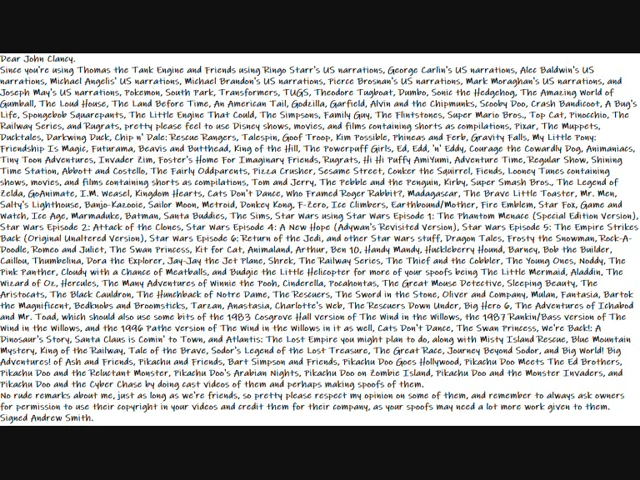 Dear John Clancy.
Since you're using Thomas the Tank Engine and Friends using Ringo Starr's US narrations, George Carlin's US narrations, Alec Baldwin's US
narrations, Michael Angelis' US narrations, Michael Brandon's US narrations, Pierce Brosnan's US narrations, Mark Moraghan's US narrations, and
Joseph May's US narrations, Pokemon, South Park, Transformers, TUGS, Theodore Tugboat, Dumbo, Sonic the Hedgehog, The Amazing World of
Gumball, The Loud House, The Land Before Time, An American Tail, Godzilla, Garfield, Alvin and the Chipmunks, Scooby Doo, Crash Bandicoot, A Bug's
Life, Spongebob Squarepants, The Little Engine That Could, The Simpsons, Family Guy, The Flintstones, Super Mario Bros., Top Cat, Pinocchio, The
Railway Series, and Rugrats, pretty please feel to use Disney shows, movies, and films containing shorts as compilations, Pixar, The Muppets,
Ducktales, Darkwing Duck, Chip n' Dale: Rescue Rangers, Talespin, Goof Troop, Kim Possible, Phineas and Ferb, Gravity Falls, My Little Pony:
Friendship Is Magic, Futurama, Beavis and Butthead, King of the Hill, The Powerpuff Girls, Ed, Edd, 'n' Eddy, Courage the Cowardly Dog, Animaniacs,
Tiny Toon Adventures, Invader Zim, Foster's Home For Imaginary Friends, Rugrats, Hi Hi Puffy AmiYumi, Adventure Time, Regular Show, Shining
Time Station, Abbott and Costello, The Fairly Oddparents, Pizza Crusher, Sesame Street, Conker the Squirrel, Fiends, Looney Tunes containing
shows, movies, and films containing shorts as compilations, Tom and Jerry, The Pebble and the Penguin, Kirby, Super Smash Bros., The Legend of
Zelda, GoAnimate, I.M. Weasel, Kingdom Hearts, Cats Don't Dance, Who Framed Roger Rabbit?, Madagascar, The Brave Little Toaster, Mr. Men,
Salty's Lighthouse, Banjo-Kazooie, Sailor Moon, Metroid, Donkey Kong, F-Zero, Ice Climbers, Earthbound/Mother, Fire Emblem, Star Fox, Game and
Watch, Ice Age, Marmaduke, Batman, Santa Buddies, The Sims, Star Wars using Star Wars Episode 1: The Phantom Menace (Special Edition Version),
Star Wars Episode 2: Attack of the Clones, Star Wars Episode 4: A New Hope (Adywan's Revisited Version), Star Wars Episode 5: The Empire Strikes
Back (Original Unaltered Version), Star Wars Episode 6: Return of the Jedi, and other Star Wars stuff, Dragon Tales, Frosty the Snowman, Rock-A-
Doodle, Romeo and Juliet, The Swan Princess, Kit for Cat, Animaland, Arthur, Ben 10, Handy Mandy, Huckleberry Hound, Barney, Bob the Builder,
Caillou, Thumbelina, Dora the Explorer, Jay-Jay the Jet Plane, Shrek, The Railway Series, The Thief and the Cobbler, The Young Ones, Noddy, The
Pink Panther, Cloudy with a Chance of Meatballs, and Budgie the Little Helicopter for more of your spoofs being The Little Mermaid, Aladdin, The
Wizard of Oz, Hercules, The Many Adventures of Winnie the Pooh, Cinderella, Pocahontas, The Great Mouse Detective, Sleeping Beauty, The
Aristocats, The Black Cauldron, The Hunchback of Notre Dame, The Rescuers, The Sword in the Stone, Oliver and Company, Mulan, Fantasia, Bartok
the Magnificent, Bedknobs and Broomsticks, Tarzan, Anastasia, Charlotte's Web, The Rescuers Down Under, Big Hero 6, The Adventures of Ichabod
and Mr. Toad, which should also use some bits of the 1983 Cosgrove Hall version of The Wind in the Willows, the 1987 Rankin/Bass version of The
Wind in the Willows, and the 1996 Pathe version of The Wind in the Willows in it as well, Cats Don't Dance, The Swan Princess, We're Back!: A
Dinosaur's Story, Santa Claus is Comin' to Town, and Atlantis: The Lost Empire you might plan to do, along with Misty Island Rescue, Blue Mountain
Mystery, King of the Railway, Tale of the Brave, Sodor's Legend of the Lost Treasure, The Great Race, Journey Beyond Sodor, and Big World! Big
Adventures! of Ash and Friends, Pikachu and Friends, Bart Simpson and Friends, Pikachu Doo Goes Hollywood, Pikachu Doo Meets The Ed Brothers,
Pikachu Doo and the Reluctant Monster, Pikachu Doo's Arabian Nights, Pikachu Doo on Zombie Island, Pikachu Doo and the Monster Invaders, and
Pikachu Doo and the Cyber Chase by doing cast videos of them and perhaps making spoofs of them.
No rude remarks about me, just as long as we're friends, so pretty please respect my opinion on some of them, and remember to always ask owners
for permission to use their copyright in your videos and credit them for their company, as your spoofs may need a lot more work given to them.
Signed Andrew Smith.